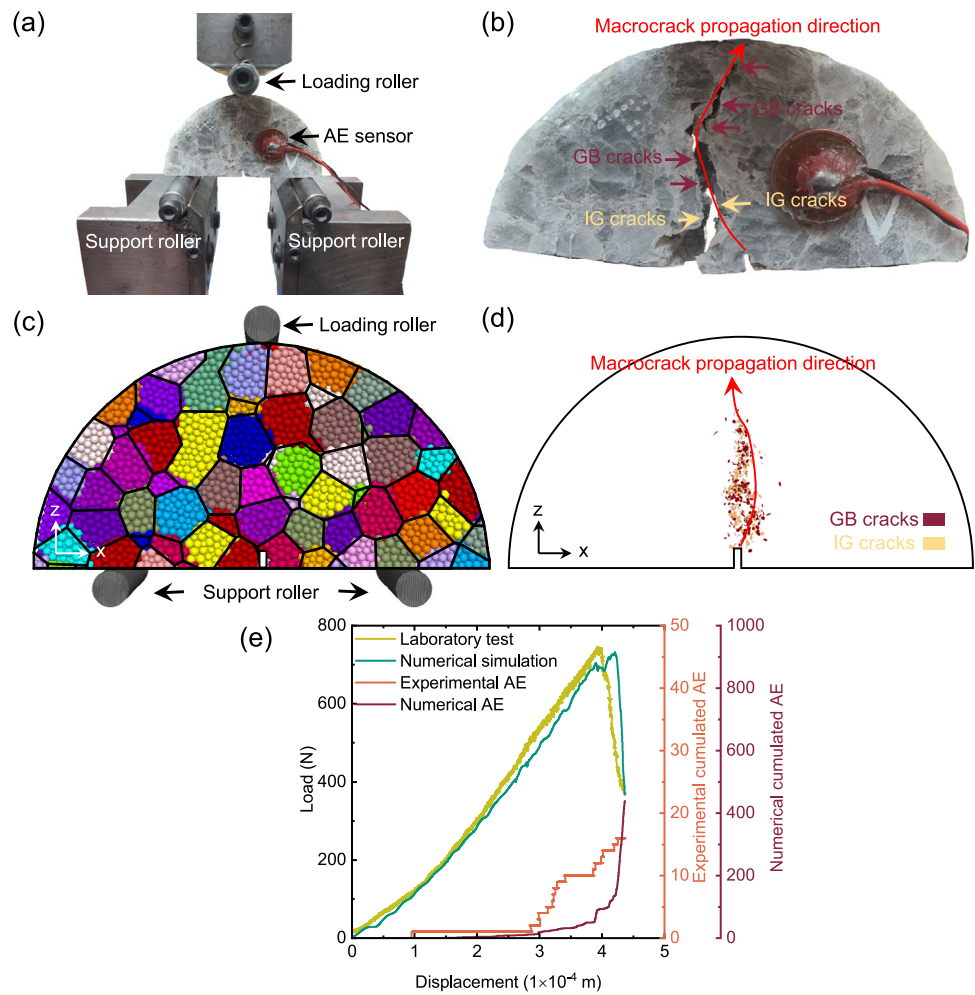 (a)
Loading roller
AE sensor
Support roller
Support roller
(b)
Macrocrack propagation direction
GB cracks
GB cracks
IG cracks
IG cracks
(c)
Loading roller
z
x
Support roller
(d)
Macrocrack propagation direction
z
x
GB cracks
IG cracks
(e)
Laboratory test
Numerical simulation
Experimental AE
Numerical AE
Load (N)
800
600
400
200
0
0
1
2
3
4
5
Displacement (1×10⁻⁴ m)
50
40
30
20
10
0
Experimental cumulated AE
1000
800
600
400
200
0
Numerical cumulated AE